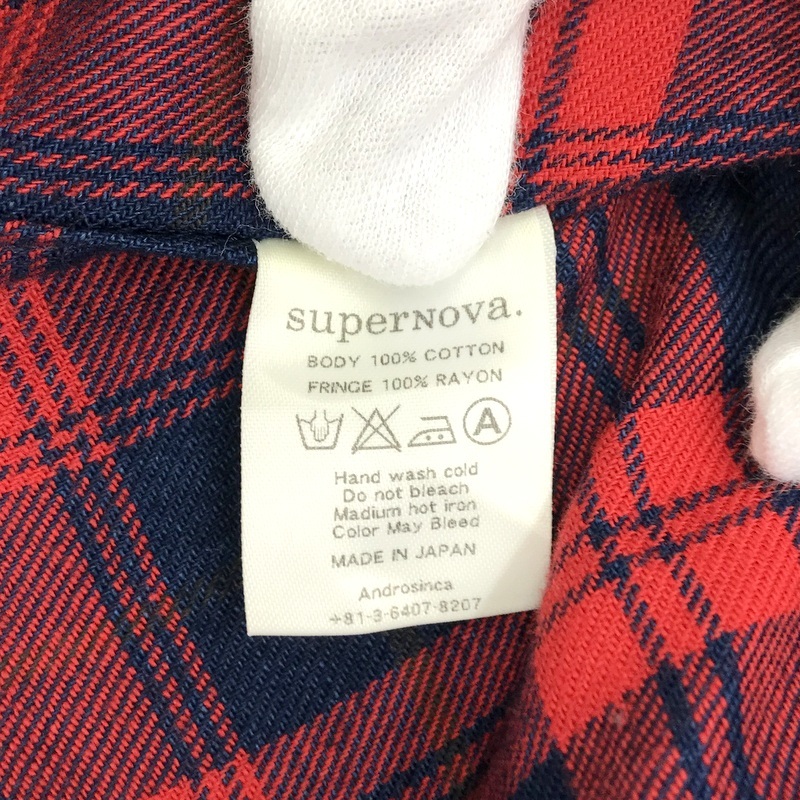 superNova.
BODY 100% COTTON
FRINGE 100% RAYON
A
Hand wash cold
Do not bleach
Madium hot iron
Color May Bleed
MADE IN JAPAN
Androsinca
+81-3-6407-8207